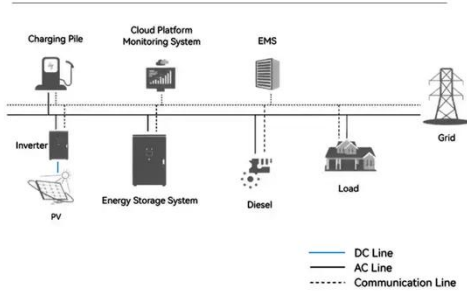 Charging Pile
Cloud Platform
Monitoring System
EMS
Inverter
Grid
PV
Energy Storage System
Diesel
Load
DC Line
AC Line
Communication Line